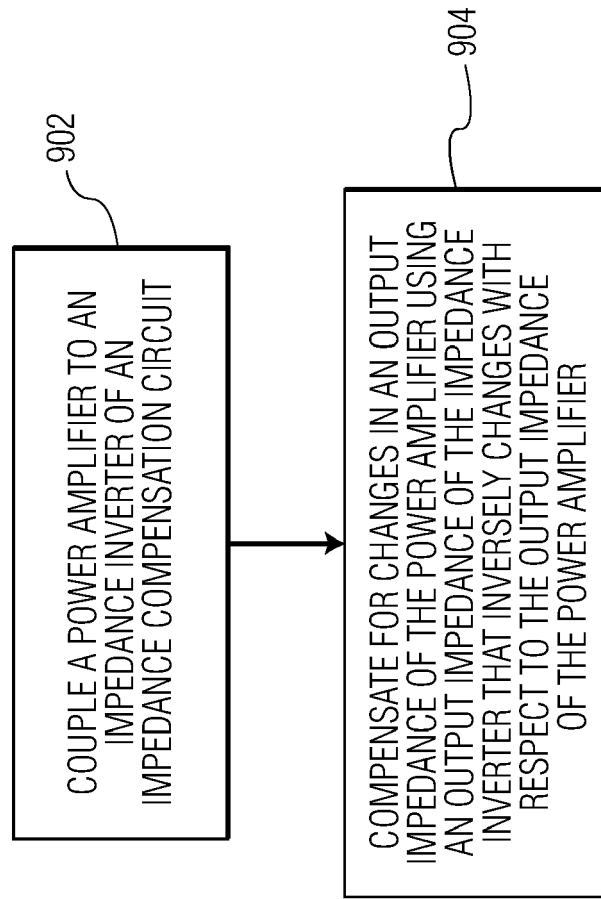 902
COUPLE A POWER AMPLIFIER TO AN
IMPEDANCE INVERTER OF AN
IMPEDANCE COMPENSATION CIRCUIT
904
COMPENSATE FOR CHANGES IN AN OUTPUT
IMPEDANCE OF THE POWER AMPLIFIER USING
AN OUTPUT IMPEDANCE OF THE IMPEDANCE
INVERTER THAT INVERSELY CHANGES WITH
RESPECT TO THE OUTPUT IMPEDANCE
OF THE POWER AMPLIFIER